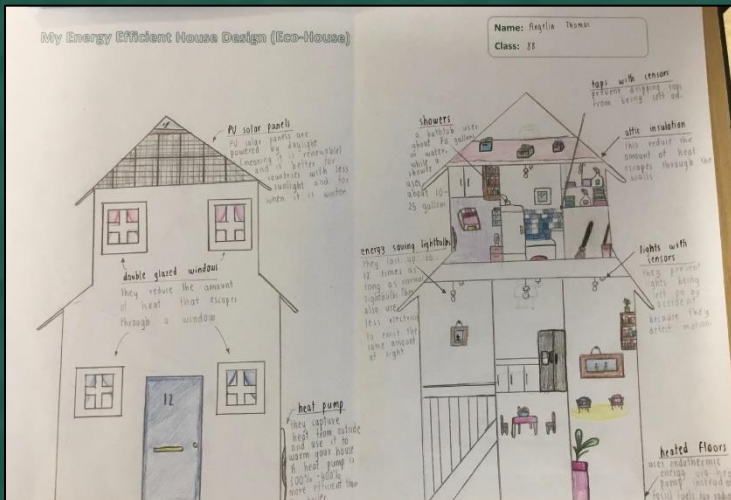 My Energy Efficient House Design (Eco-House)
Name: Angelin Thomas
Class: 8B
PV solar panels
PV solar panels are
powered by daylight
(meaning it is renewable)
and it is better for
countries with less
sunlight and for
when it is winter
double glazed windows
They reduce the amount
of heat that escapes
through a window
12
heat pump
They capture
heat from outside
and use it to
warm your house
A heat pump is
300% -400%
more efficient than
showers
a bathtub uses
about 70 gallons
of water,
while a
shower
uses
about 10-
25 gallons
taps with censors
prevent dripping taps
from being left on.
attic insulation
this reduce the
amount of heat
escapes through the
walls
energy saving lightbulbs
They last up to
12 times as
long as normal
lightbulbs. They
also use
less electricity
to emit the
same amount
of light
lights with
censors
they prevent
lights being
left on by
accident
because they
detect motion.
heated floors
uses endothermic
energy via heat
pump instead of